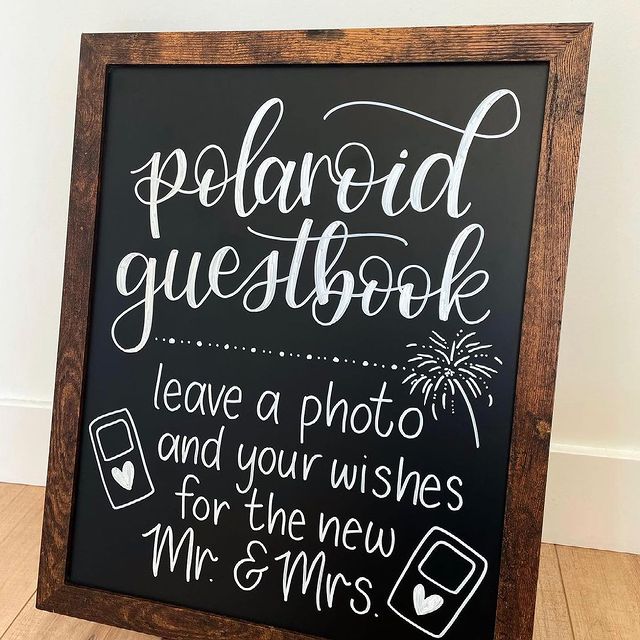 polaroid
guestbook
leave a photo
and your wishes
for the new
Mr. & Mrs.